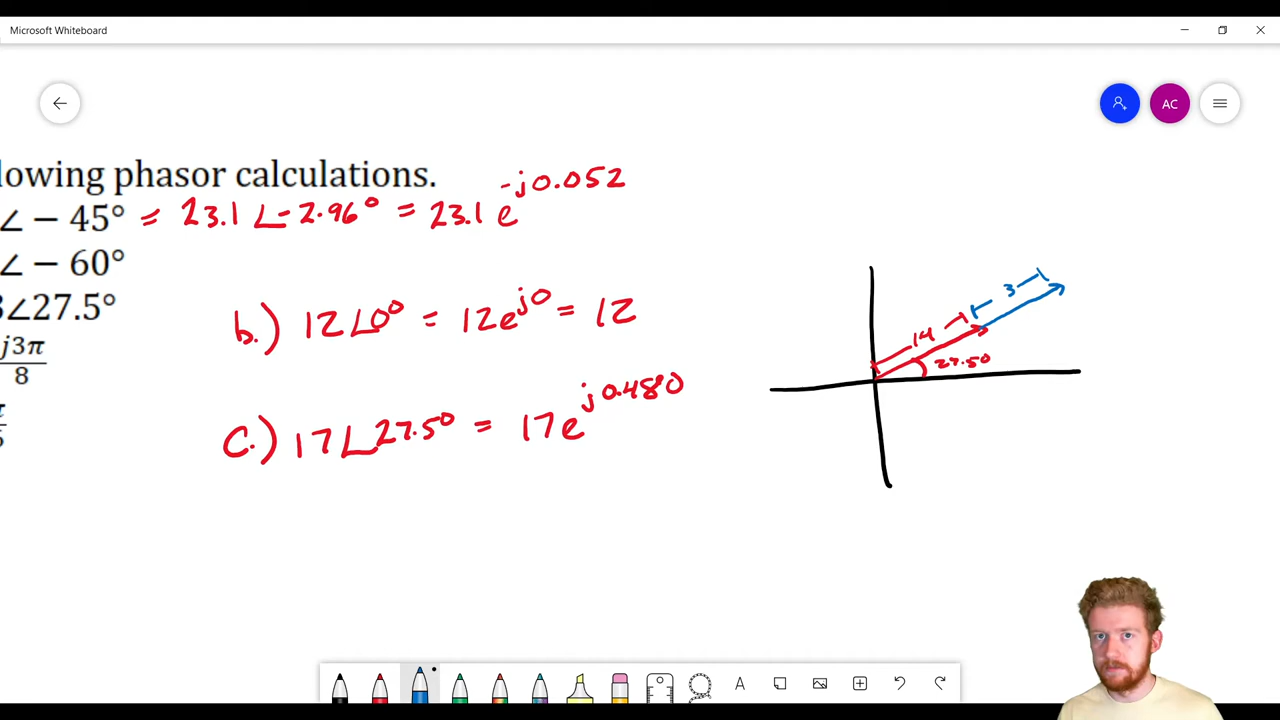 Microsoft Whiteboard
AC
lowing phasor calculations.
∠ − 45° = 23.1 ∠-2.96° = 23.1 e^-j0.052
∠ − 60°
b.) 12∠0° = 12e^j0 = 12
3∠27.5°
j3π
8
C.) 17∠27.5° = 17e^j0.480
14
3
27.50
A